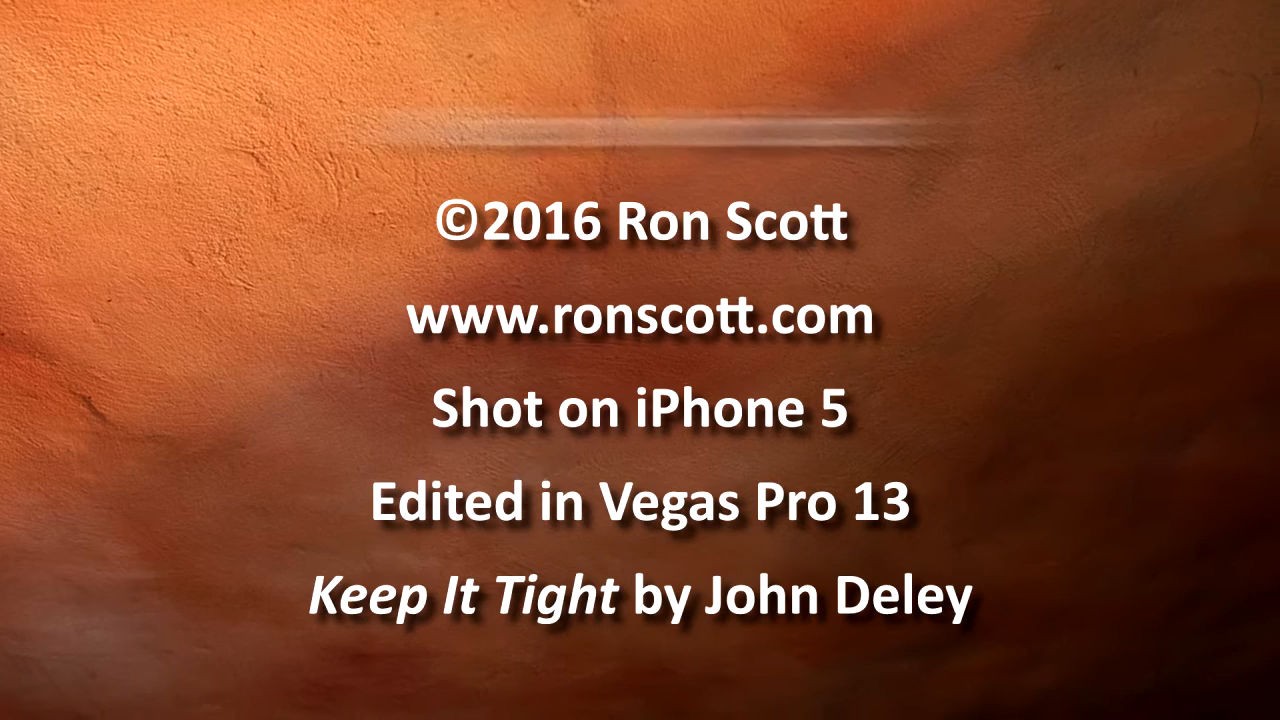 ©2016 Ron Scott
www.ronscott.com
Shot on iPhone 5
Edited in Vegas Pro 13
Keep It Tight by John Deley